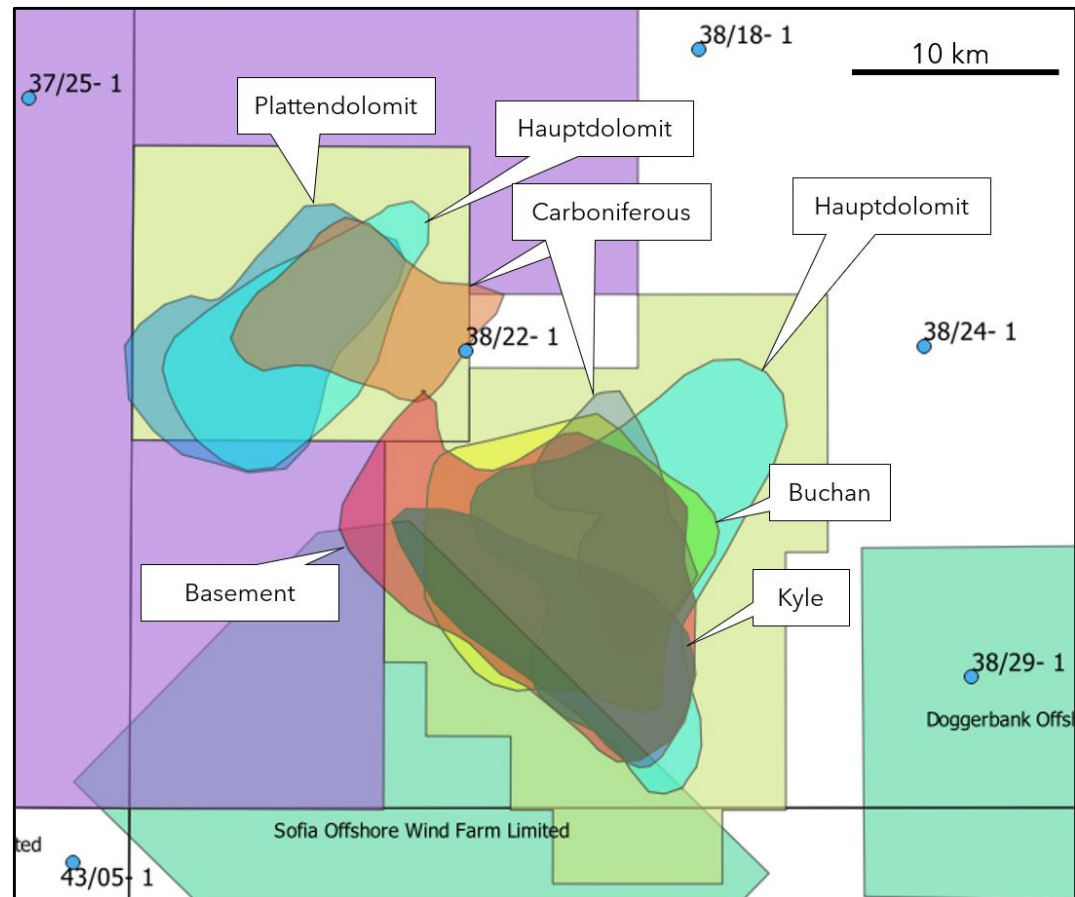 38/18- 1
10 km
37/25- 1
Plattendolomit
Hauptdolomit
Carboniferous
Hauptdolomit
38/22- 1
38/24- 1
Buchan
Basement
Kyle
38/29- 1
Doggerbank Offsl
Sofia Offshore Wind Farm Limited
ted
43/05- 1